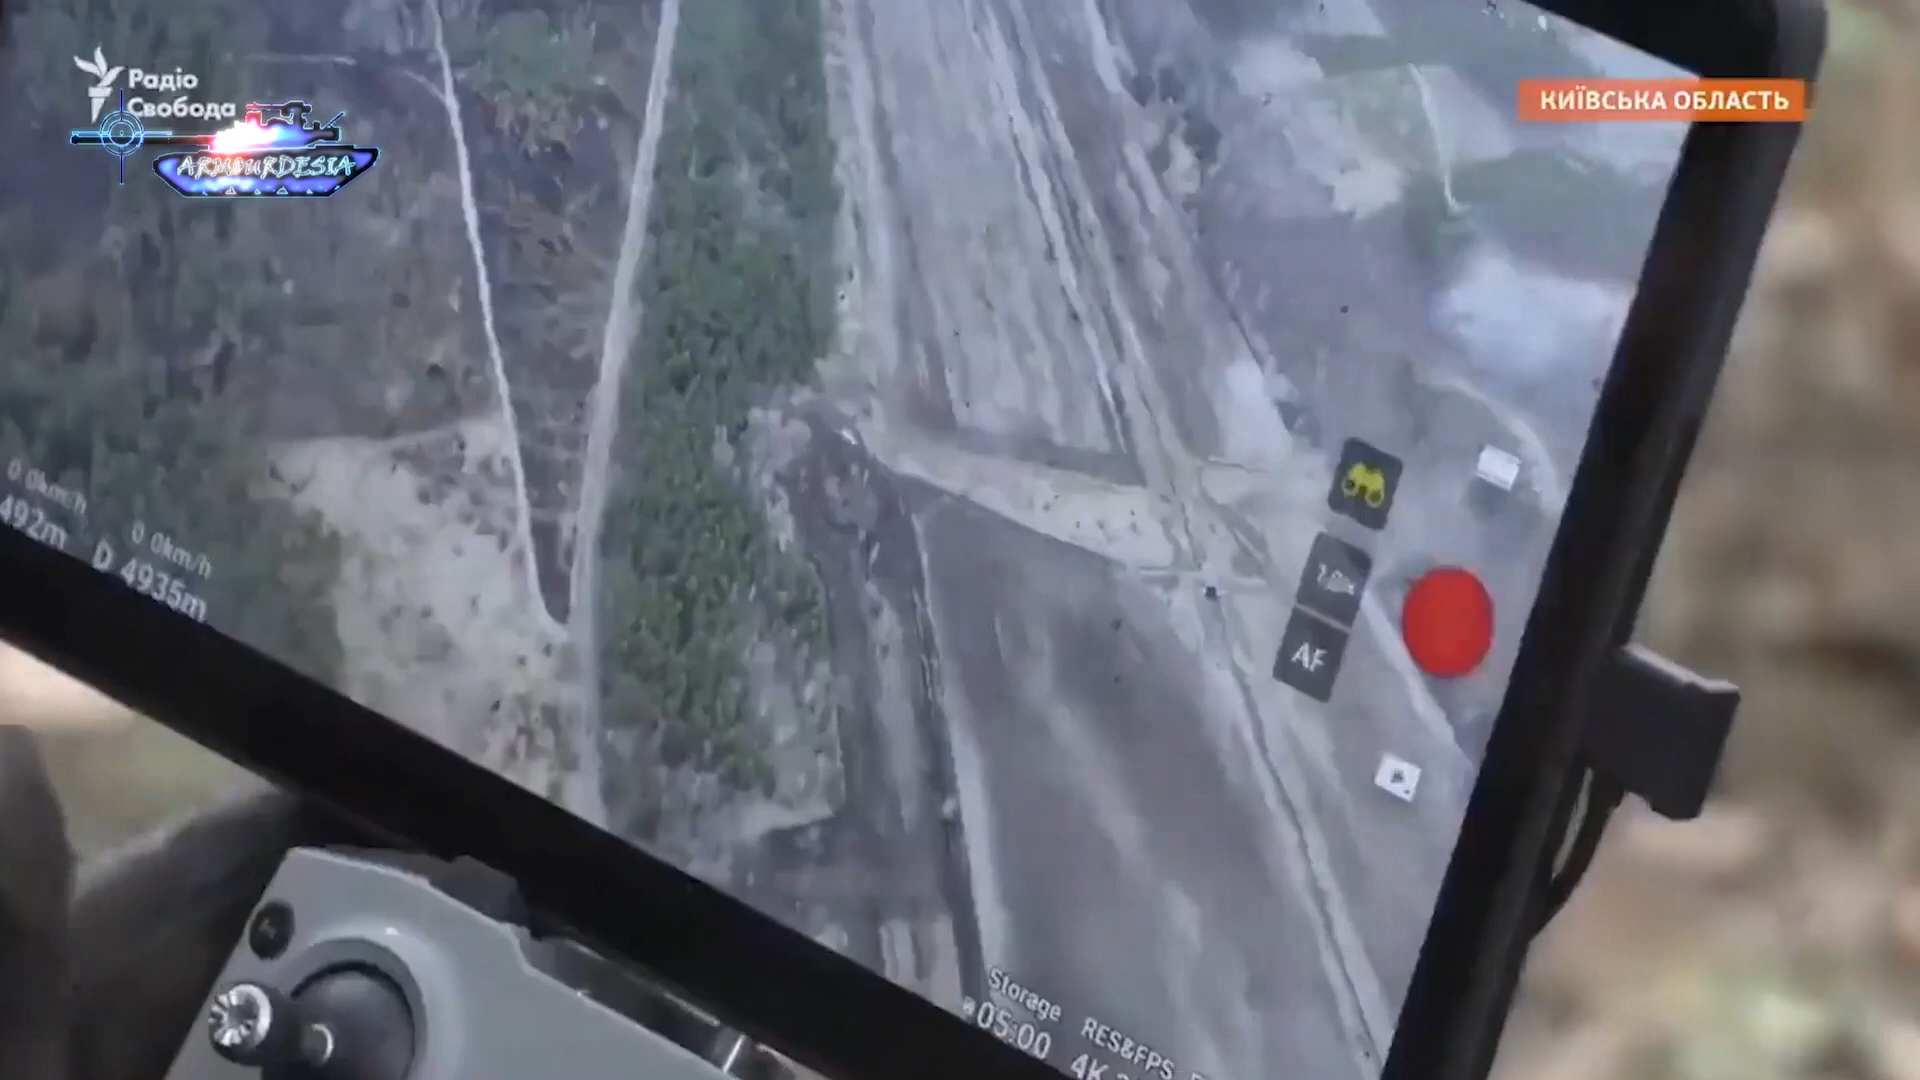 Радіо
Свобода
ARMOURDESIA
КИЇВСЬКА ОБЛАСТЬ
0 0km/h
0 0km/h
492m
D 4935m
AF
Storage
05:00
RES&FPS
4K